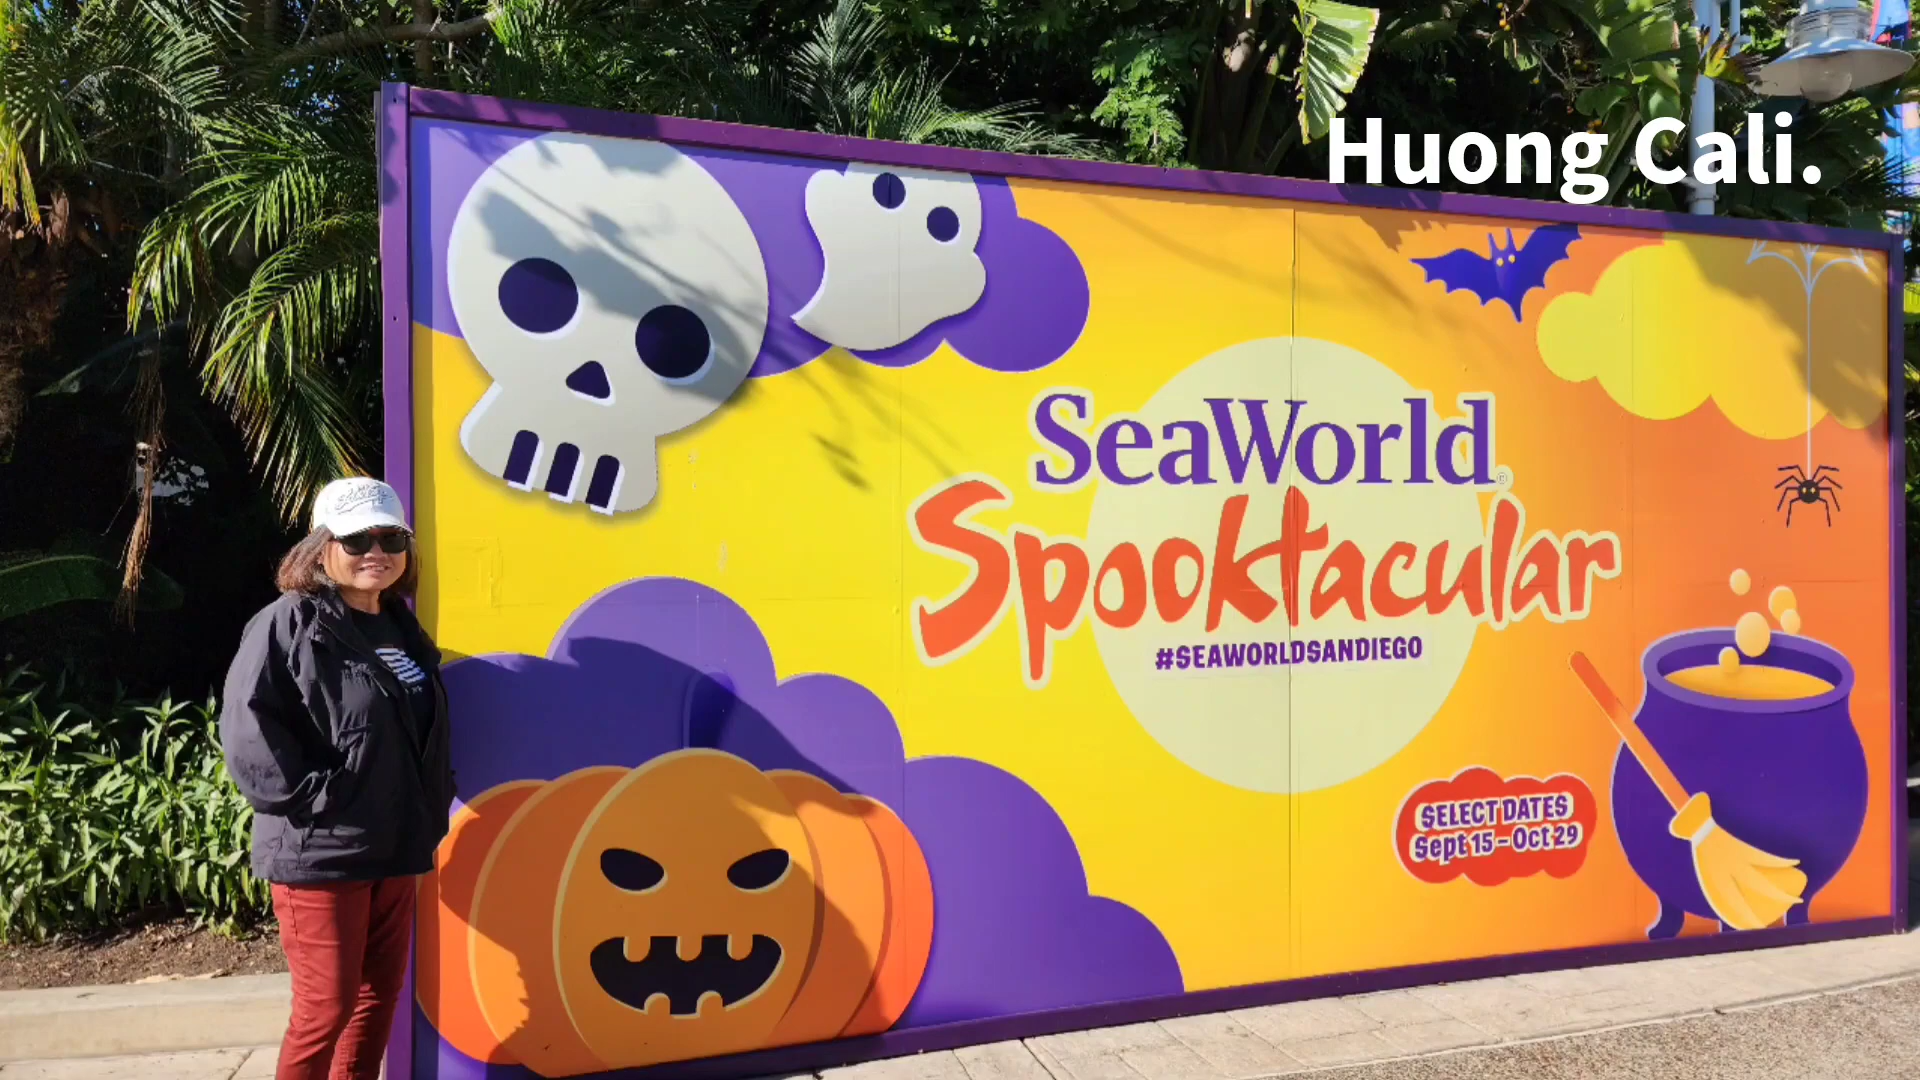 Huong Cali.
SeaWorld
Spooktacular
#SEAWORLDSANDIEGO
SELECT DATES
Sept 15 - Oct 29